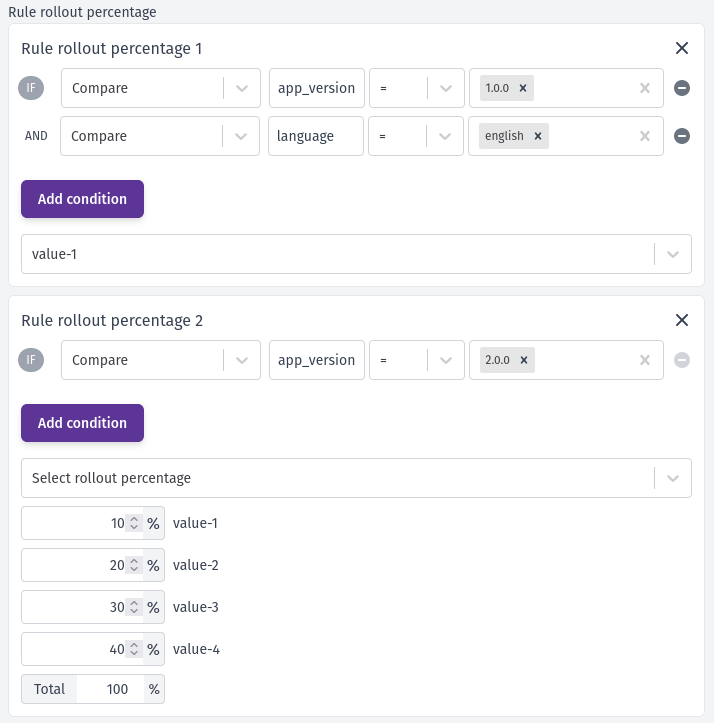 Rule rollout percentage
Rule rollout percentage 1
IF Compare app_version = 1.0.0
AND Compare language = english
Add condition
value-1
Rule rollout percentage 2
IF Compare app_version = 2.0.0
Add condition
Select rollout percentage
10 % value-1
20 % value-2
30 % value-3
40 % value-4
Total 100 %